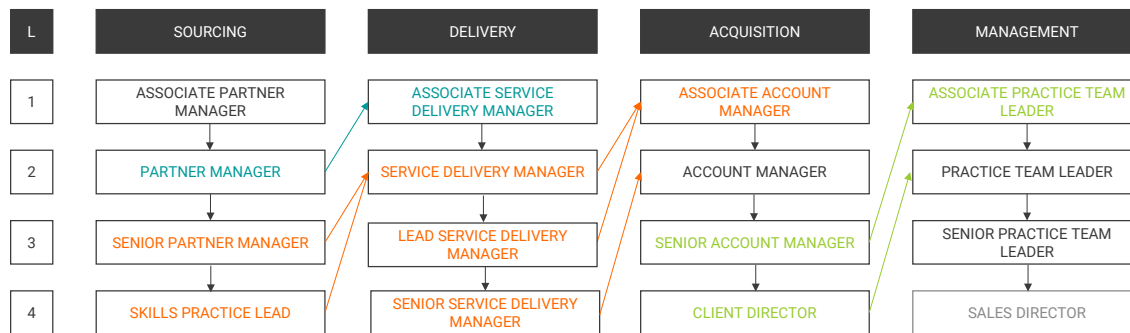 L
SOURCING
DELIVERY
ACQUISITION
MANAGEMENT
1
ASSOCIATE PARTNER
MANAGER
ASSOCIATE SERVICE
DELIVERY MANAGER
ASSOCIATE ACCOUNT
MANAGER
ASSOCIATE PRACTICE TEAM
LEADER
2
PARTNER MANAGER
SERVICE DELIVERY MANAGER
ACCOUNT MANAGER
PRACTICE TEAM LEADER
3
SENIOR PARTNER MANAGER
LEAD SERVICE DELIVERY
MANAGER
SENIOR ACCOUNT MANAGER
SENIOR PRACTICE TEAM
LEADER
4
SKILLS PRACTICE LEAD
SENIOR SERVICE DELIVERY
MANAGER
CLIENT DIRECTOR
SALES DIRECTOR